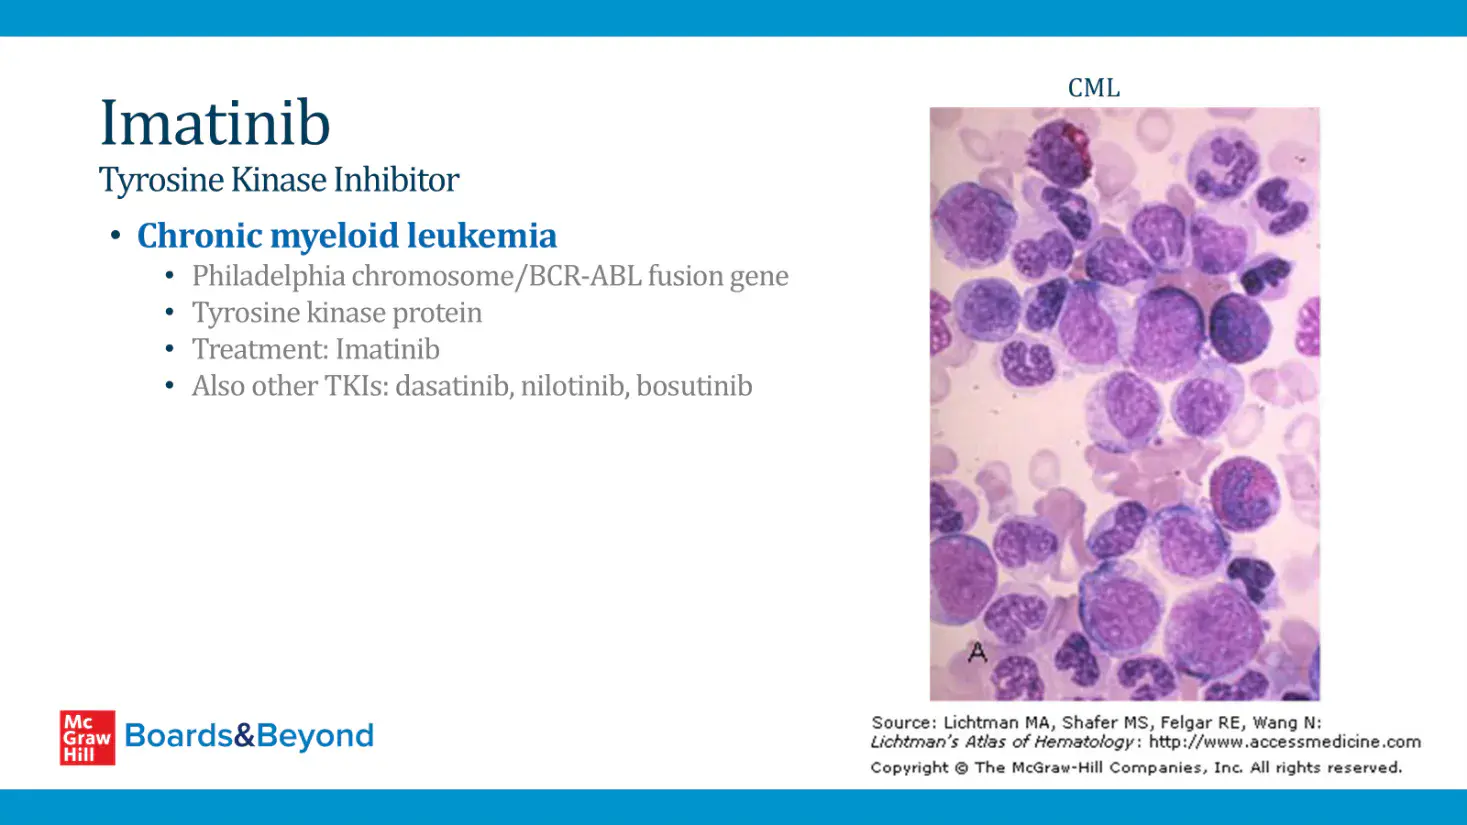 Imatinib
Tyrosine Kinase Inhibitor
• Chronic myeloid leukemia
• Philadelphia chromosome/BCR-ABL fusion gene
• Tyrosine kinase protein
• Treatment: Imatinib
• Also other TKIs: dasatinib, nilotinib, bosutinib
CML
A
Source: Lichtman MA, Shafer MS, Felgar RE, Wang N:
Lichtman's Atlas of Hematology: http://www.accessmedicine.com
Copyright © The McGraw-Hill Companies, Inc. All rights reserved.
Mc
Graw
Hill
Boards&Beyond